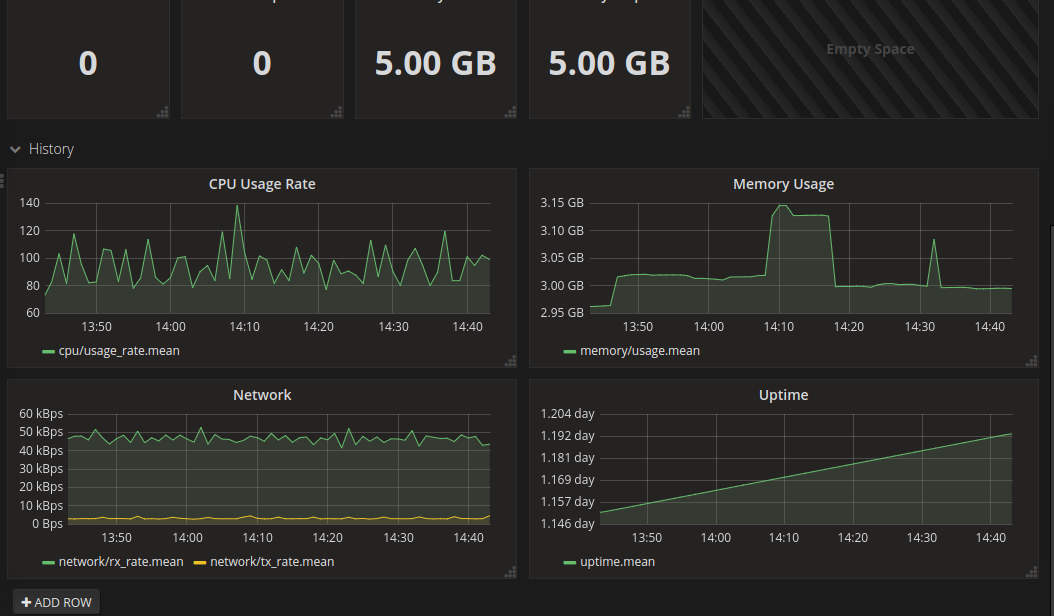 0 0 5.00 GB 5.00 GB Empty Space
History
CPU Usage Rate
140
120
100
80
60
13:50 14:00 14:10 14:20 14:30 14:40
cpu/usage_rate.mean
Memory Usage
3.15 GB
3.10 GB
3.05 GB
3.00 GB
2.95 GB
13:50 14:00 14:10 14:20 14:30 14:40
memory/usage.mean
Network
60 kBps
50 kBps
40 kBps
30 kBps
20 kBps
10 kBps
0 Bps
13:50 14:00 14:10 14:20 14:30 14:40
network/rx_rate.mean network/tx_rate.mean
Uptime
1.204 day
1.192 day
1.181 day
1.169 day
1.157 day
1.146 day
13:50 14:00 14:10 14:20 14:30 14:40
uptime.mean
+ ADD ROW